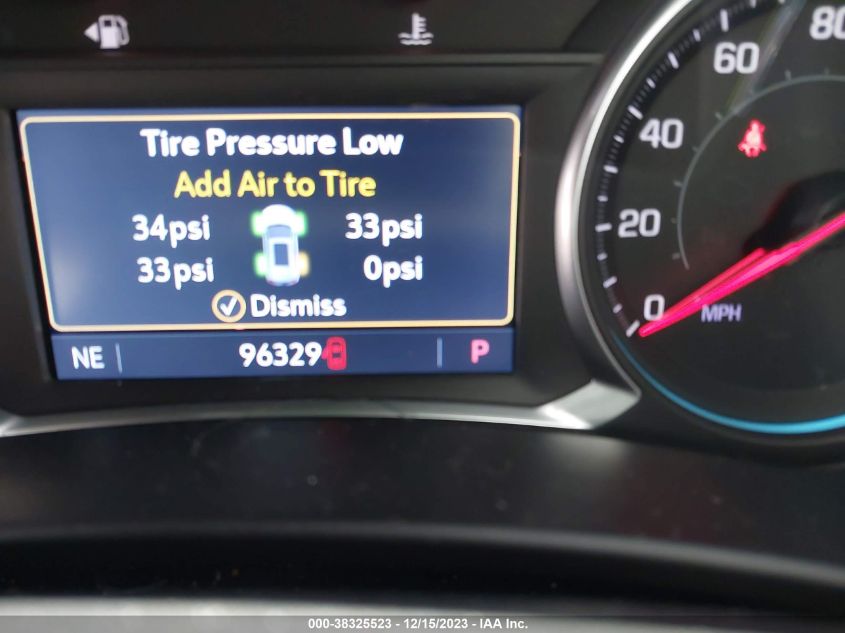 Tire Pressure Low
Add Air to Tire
34psi 33psi
33psi 0psi
Dismiss
NE 96329 P
0 20 40 60 80
MPH
000-38325523 - 12/15/2023 - IAA Inc.